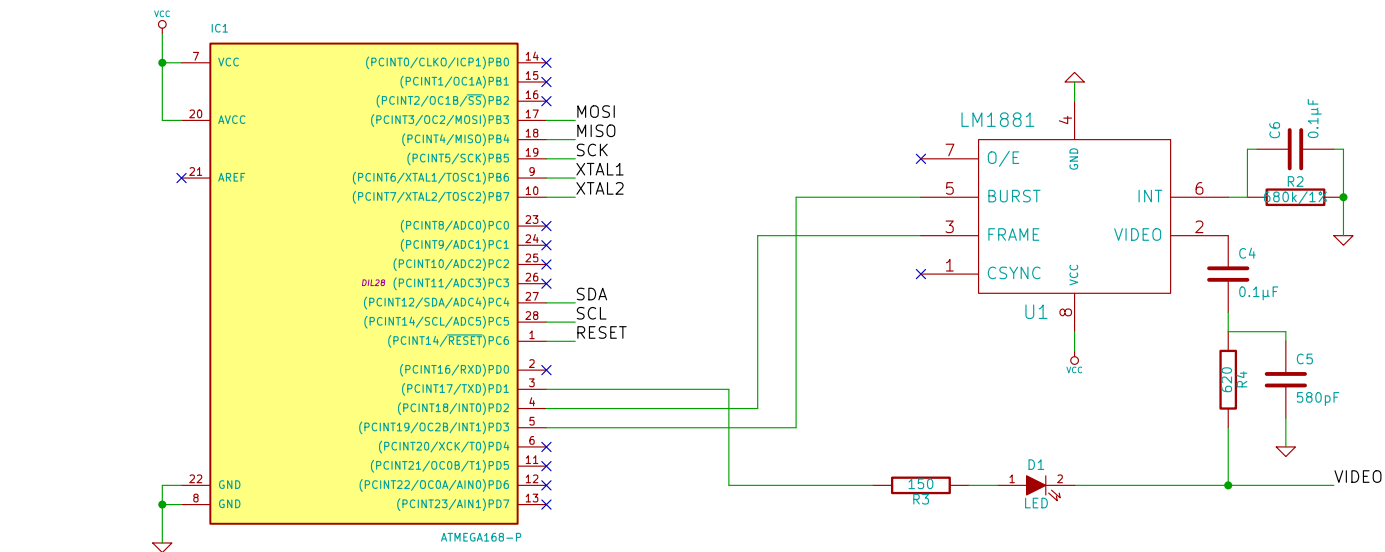 VCC
IC1
7 VCC (PCINT0/CLKO/ICP1)PB0 14
(PCINT1/OC1A)PB1 15
(PCINT2/OC1B/SS)PB2 16
20 AVCC (PCINT3/OC2/MOSI)PB3 17 MOSI
(PCINT4/MISO)PB4 18 MISO
(PCINT5/SCK)PB5 19 SCK
21 AREF (PCINT6/XTAL1/TOSC1)PB6 9 XTAL1
(PCINT7/XTAL2/TOSC2)PB7 10 XTAL2
(PCINT8/ADC0)PC0 23
(PCINT9/ADC1)PC1 24
(PCINT10/ADC2)PC2 25
DIL28 (PCINT11/ADC3)PC3 26
(PCINT12/SDA/ADC4)PC4 27 SDA
(PCINT14/SCL/ADC5)PC5 28 SCL
(PCINT14/RESET)PC6 1 RESET
(PCINT16/RXD)PD0 2
(PCINT17/TXD)PD1 3
(PCINT18/INT0)PD2 4
(PCINT19/OC2B/INT1)PD3 5
(PCINT20/XCK/T0)PD4 6
(PCINT21/OC0B/T1)PD5 11
22 GND (PCINT22/OC0A/AIN0)PD6 12
8 GND (PCINT23/AIN1)PD7 13
ATMEGA168-P
LM1881
4
GND
7 O/E
5 BURST INT 6
3 FRAME VIDEO 2
1 CSYNC
VCC
U1
8
VCC
C6
0.1µF
R2
680k/1%
C4
0.1µF
620
R4
C5
580pF
150
R3
D1
1 2
LED
VIDEO